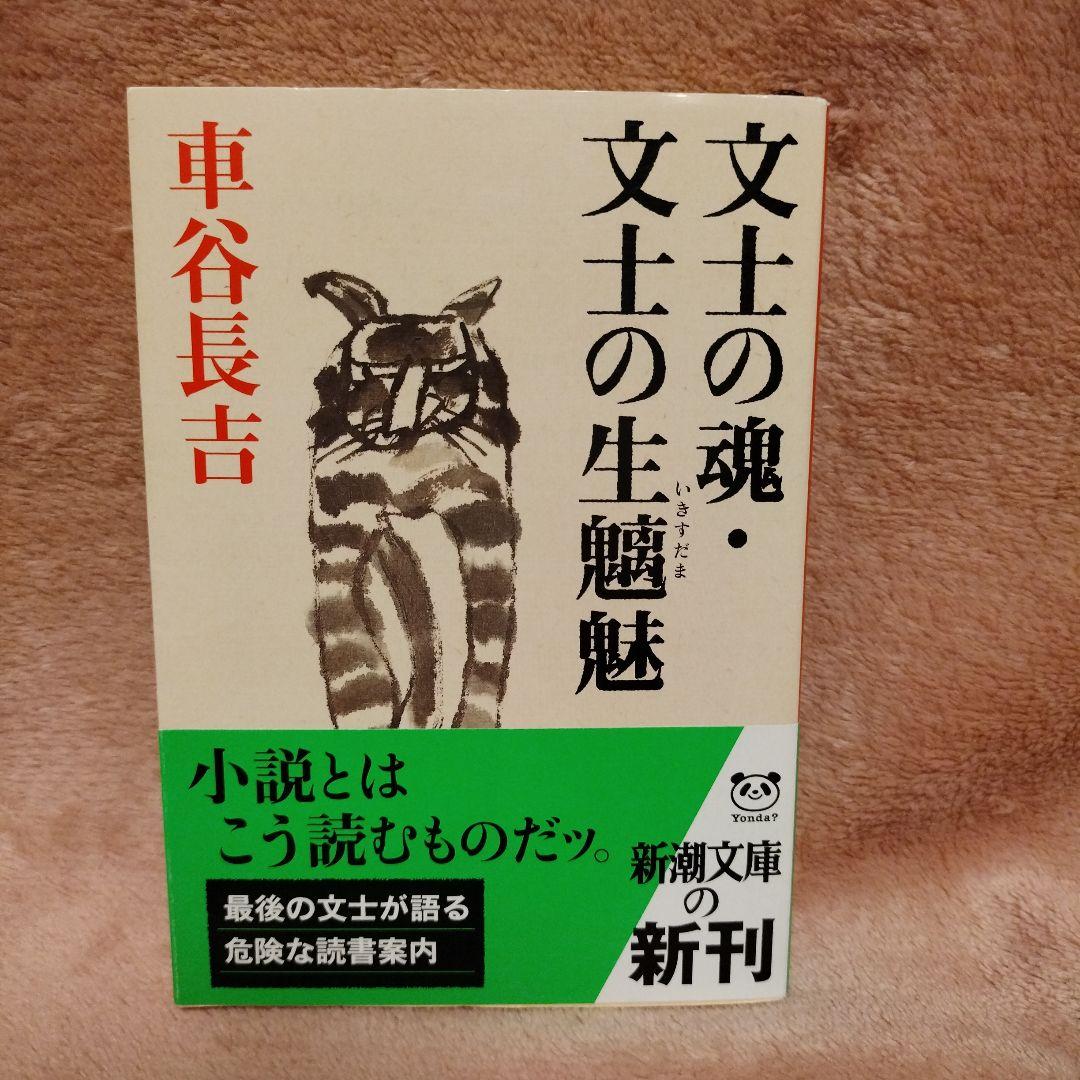 文士の魂・
文士の生魑魅
いきすだま
車谷長吉
小説とは
こう読むものだッ。
最後の文士が語る
危険な読書案内
Yonda?
新潮文庫
の
新刊